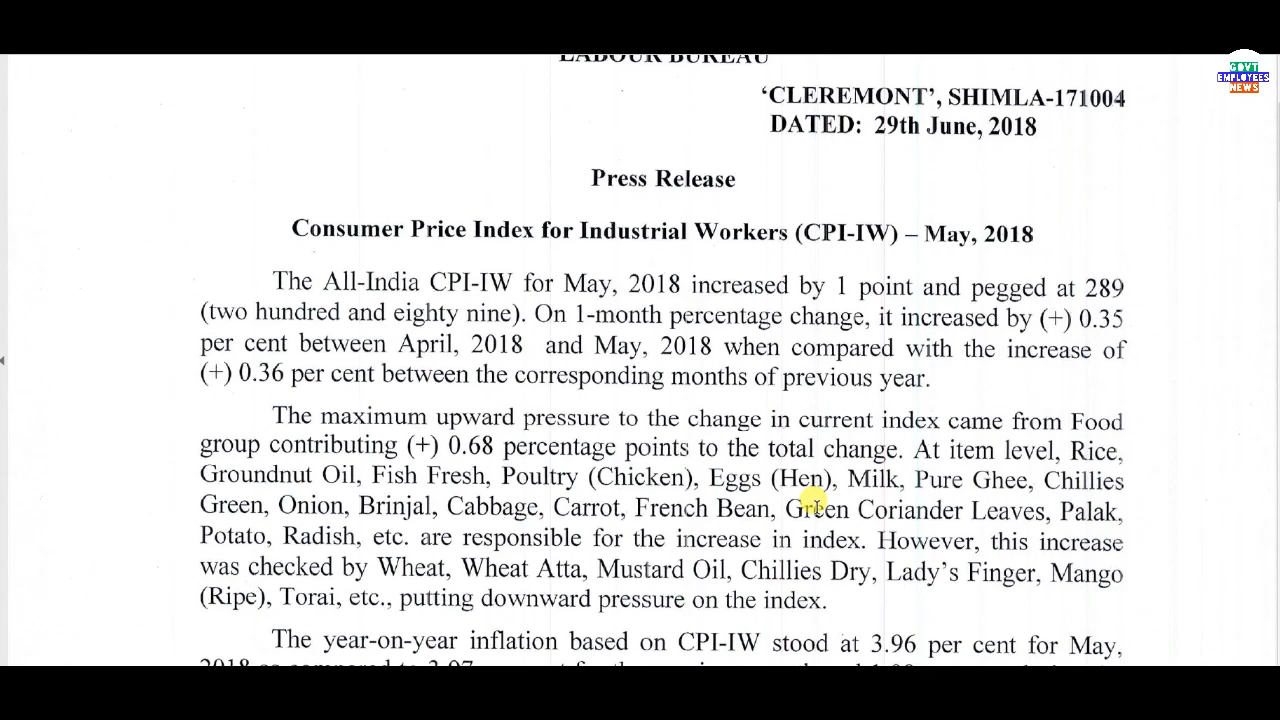 LABOUR BUREAU
GOVT
EMPLOYEES
NEWS
‘CLEREMONT’, SHIMLA-171004
DATED: 29th June, 2018
Press Release
Consumer Price Index for Industrial Workers (CPI-IW) – May, 2018
The All-India CPI-IW for May, 2018 increased by 1 point and pegged at 289
(two hundred and eighty nine). On 1-month percentage change, it increased by (+) 0.35
per cent between April, 2018 and May, 2018 when compared with the increase of
(+) 0.36 per cent between the corresponding months of previous year.
The maximum upward pressure to the change in current index came from Food
group contributing (+) 0.68 percentage points to the total change. At item level, Rice,
Groundnut Oil, Fish Fresh, Poultry (Chicken), Eggs (Hen), Milk, Pure Ghee, Chillies
Green, Onion, Brinjal, Cabbage, Carrot, French Bean, Green Coriander Leaves, Palak,
Potato, Radish, etc. are responsible for the increase in index. However, this increase
was checked by Wheat, Wheat Atta, Mustard Oil, Chillies Dry, Lady’s Finger, Mango
(Ripe), Torai, etc., putting downward pressure on the index.
The year-on-year inflation based on CPI-IW stood at 3.96 per cent for May,